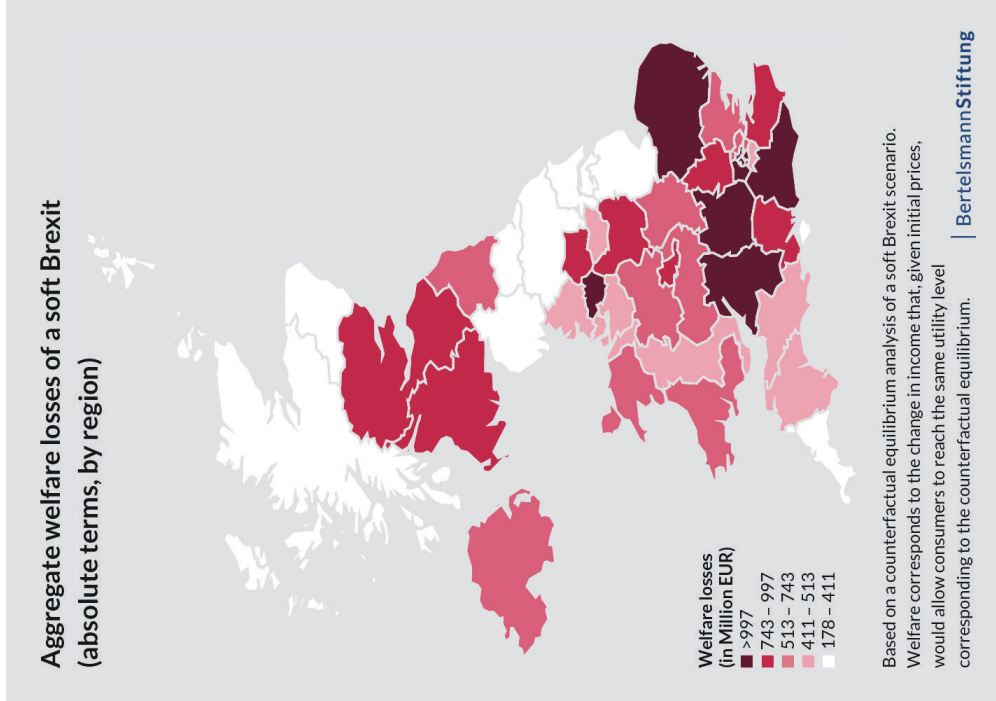 Aggregate welfare losses of a soft Brexit
(absolute terms, by region)
Welfare losses
(in Million EUR)
>997
743 – 997
513 – 743
411 – 513
178 – 411
Based on a counterfactual equilibrium analysis of a soft Brexit scenario.
Welfare corresponds to the change in income that, given initial prices,
would allow consumers to reach the same utility level
corresponding to the counterfactual equilibrium.
BertelsmannStiftung